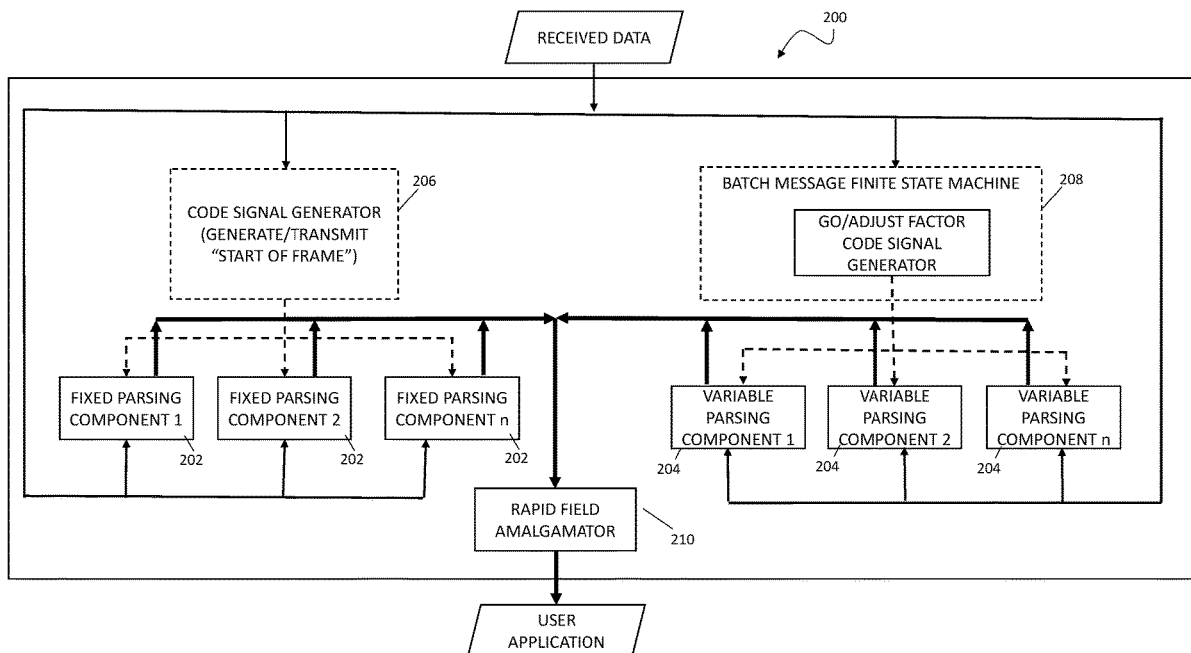 RECEIVED DATA
200
CODE SIGNAL GENERATOR
(GENERATE/TRANSMIT
“START OF FRAME”)
206
BATCH MESSAGE FINITE STATE MACHINE
208
GO/ADJUST FACTOR
CODE SIGNAL
GENERATOR
FIXED PARSING
COMPONENT 1
202
FIXED PARSING
COMPONENT 2
202
FIXED PARSING
COMPONENT n
202
VARIABLE
PARSING
COMPONENT 1
204
VARIABLE
PARSING
COMPONENT 2
204
VARIABLE
PARSING
COMPONENT n
204
RAPID FIELD
AMALGAMATOR
210
USER
APPLICATION